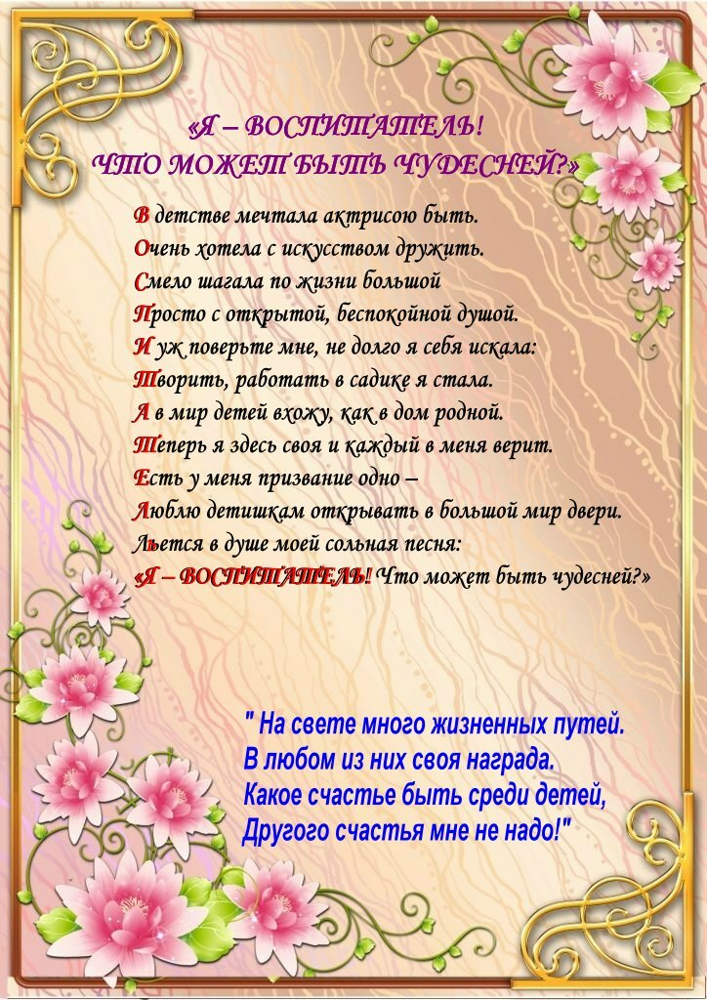 «Я – ВОСПИТАТЕЛЬ!
ЧТО МОЖЕТ БЫТЬ ЧУДЕСНЕЙ?»
В детстве мечтала актрисою быть.
Очень хотела с искусством дружить.
Смело шагала по жизни большой
Просто с открытой, беспокойной душой.
И уж поверьте мне, не долго я себя искала:
Творить, работать в садике я стала.
А в мир детей вхожу, как в дом родной.
Теперь я здесь своя и каждый в меня верит.
Есть у меня призвание одно –
Люблю детишкам открывать в большой мир двери.
Льется в душе моей сольная песня:
«Я – ВОСПИТАТЕЛЬ! Что может быть чудесней?»
" На свете много жизненных путей.
В любом из них своя награда.
Какое счастье быть среди детей,
Другого счастья мне не надо!"